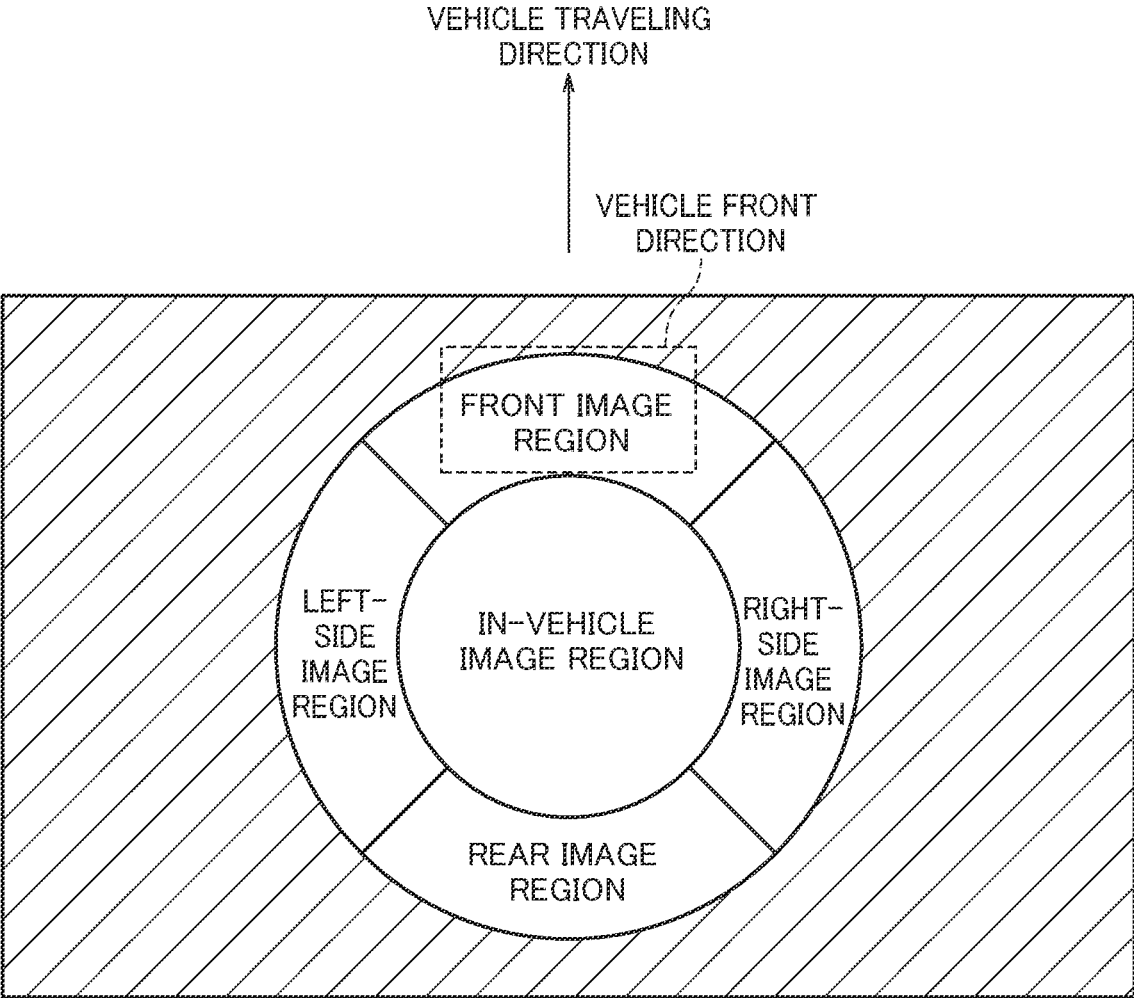 VEHICLE TRAVELING
DIRECTION
VEHICLE FRONT
DIRECTION
FRONT IMAGE
REGION
LEFT-
SIDE
IMAGE
REGION
IN-VEHICLE
IMAGE REGION
RIGHT-
SIDE
IMAGE
REGION
REAR IMAGE
REGION